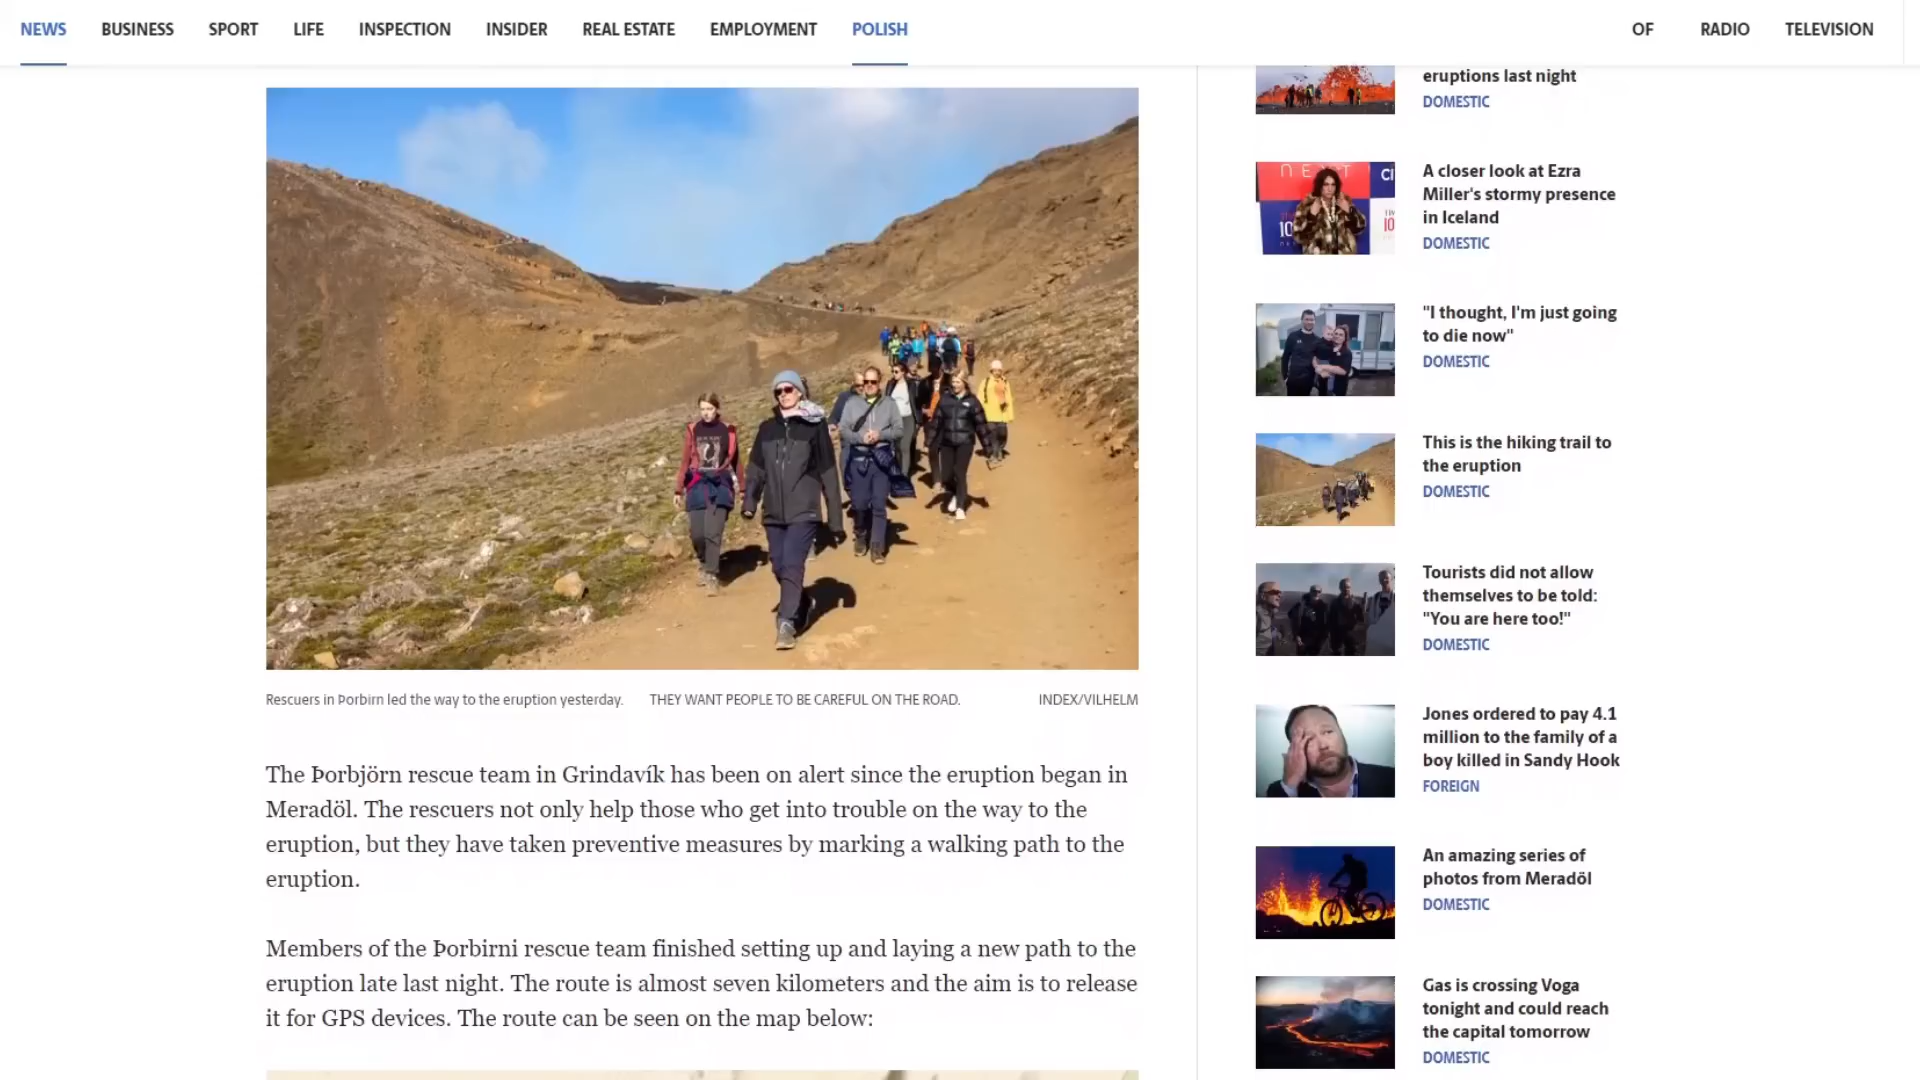 NEWS BUSINESS SPORT LIFE INSPECTION INSIDER REAL ESTATE EMPLOYMENT POLISH OF RADIO TELEVISION
Rescuers in Þorbirn led the way to the eruption yesterday. THEY WANT PEOPLE TO BE CAREFUL ON THE ROAD. INDEX/VILHELM
The Þorbjörn rescue team in Grindavík has been on alert since the eruption began in
Meradöl. The rescuers not only help those who get into trouble on the way to the
eruption, but they have taken preventive measures by marking a walking path to the
eruption.
Members of the Þorbirni rescue team finished setting up and laying a new path to the
eruption late last night. The route is almost seven kilometers and the aim is to release
it for GPS devices. The route can be seen on the map below:
eruptions last night
DOMESTIC
A closer look at Ezra
Miller's stormy presence
in Iceland
DOMESTIC
"I thought, I'm just going
to die now"
DOMESTIC
This is the hiking trail to
the eruption
DOMESTIC
Tourists did not allow
themselves to be told:
"You are here too!"
DOMESTIC
Jones ordered to pay 4.1
million to the family of a
boy killed in Sandy Hook
FOREIGN
An amazing series of
photos from Meradöl
DOMESTIC
Gas is crossing Voga
tonight and could reach
the capital tomorrow
DOMESTIC